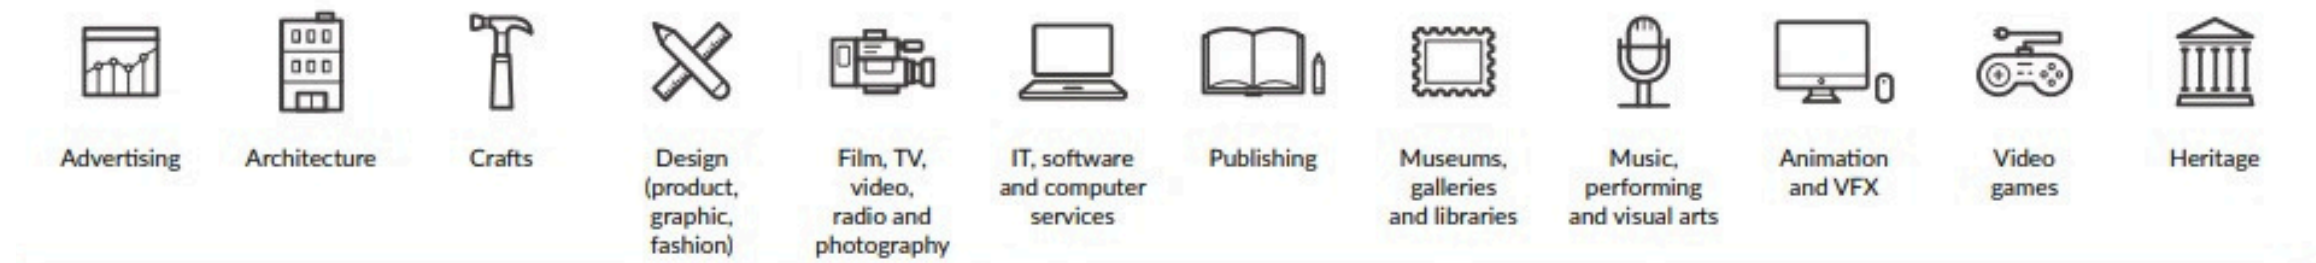 Advertising
Architecture
Crafts
Design
(product,
graphic,
fashion)
Film, TV,
video,
radio and
photography
IT, software
and computer
services
Publishing
Museums,
galleries
and libraries
Music,
performing
and visual arts
Animation
and VFX
Video
games
Heritage